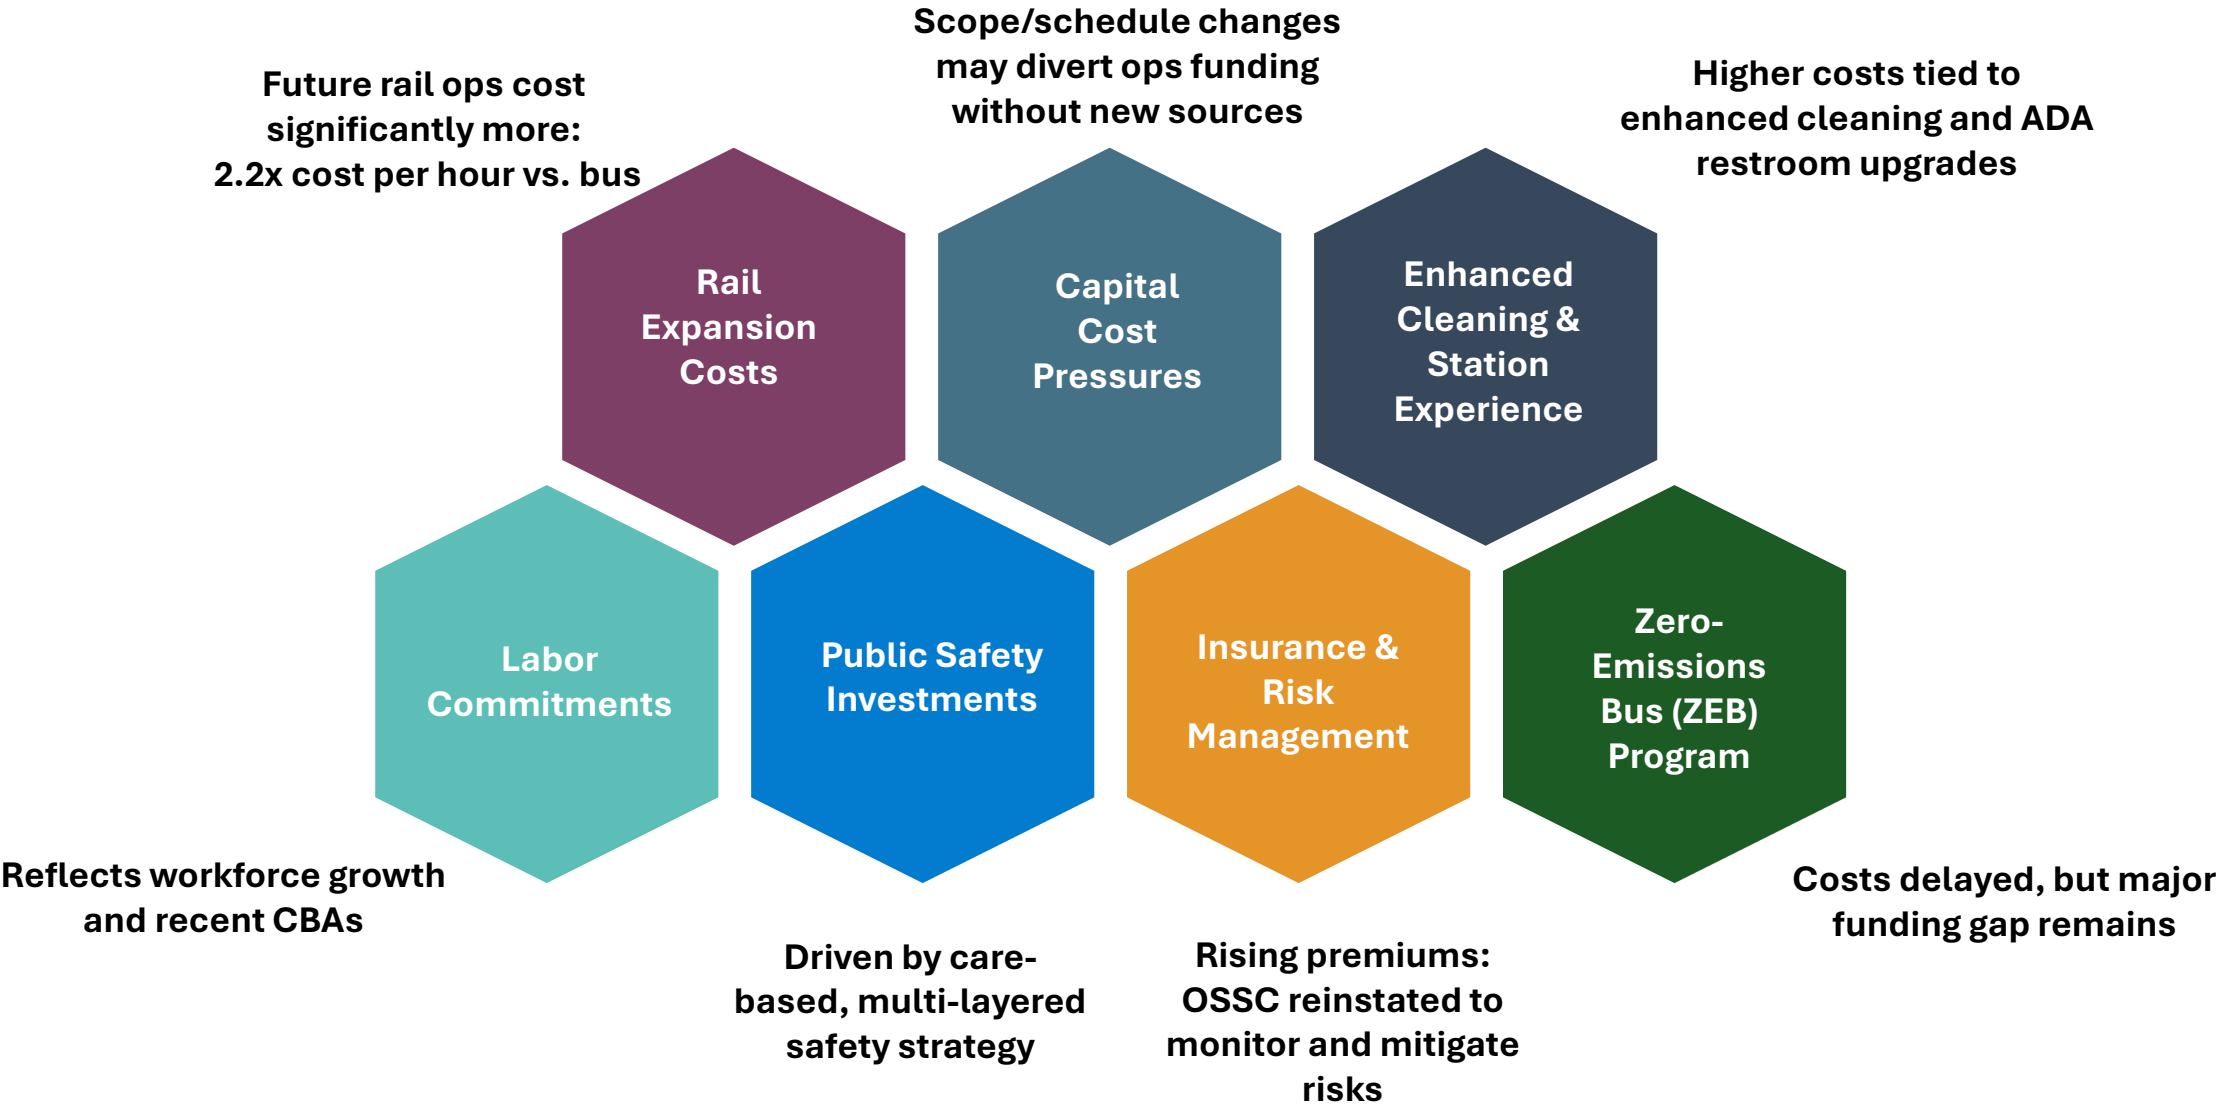 Scope/schedule changes
may divert ops funding
without new sources
Future rail ops cost
significantly more:
2.2x cost per hour vs. bus
Higher costs tied to
enhanced cleaning and ADA
restroom upgrades
Rail
Expansion
Costs
Capital
Cost
Pressures
Enhanced
Cleaning &
Station
Experience
Labor
Commitments
Public Safety
Investments
Insurance &
Risk
Management
Zero-
Emissions
Bus (ZEB)
Program
Reflects workforce growth
and recent CBAs
Driven by care-
based, multi-layered
safety strategy
Rising premiums:
OSSC reinstated to
monitor and mitigate
risks
Costs delayed, but major
funding gap remains